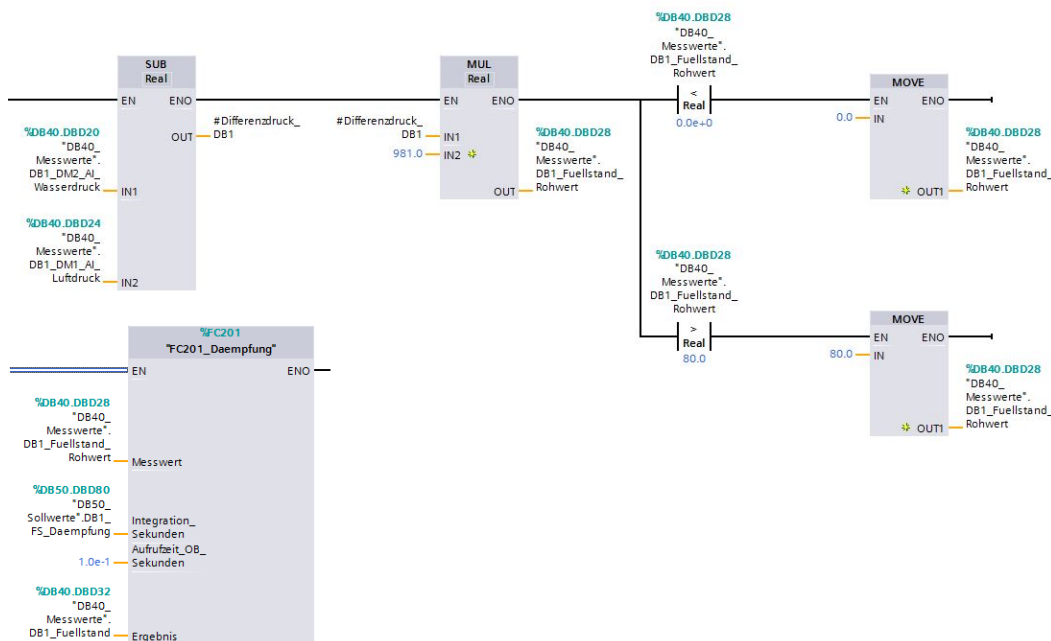 SUB
Real
EN
ENO
%DB40.DBD20
"DB40_
Messwerte".
DB1_DM2_AI_
Wasserdruck
IN1
%DB40.DBD24
"DB40_
Messwerte".
DB1_DM1_AI_
Luftdruck
IN2
OUT
#Differenzdruck_
DB1
MUL
Real
EN
ENO
#Differenzdruck_
DB1
IN1
981.0
IN2
OUT
%DB40.DBD28
"DB40_
Messwerte".
DB1_Fuellstand_
Rohwert
%DB40.DBD28
"DB40_
Messwerte".
DB1_Fuellstand_
Rohwert
<
Real
0.0e+0
MOVE
EN
ENO
0.0
IN
OUT1
%DB40.DBD28
"DB40_
Messwerte".
DB1_Fuellstand_
Rohwert
%DB40.DBD28
"DB40_
Messwerte".
DB1_Fuellstand_
Rohwert
>
Real
80.0
MOVE
EN
ENO
80.0
IN
OUT1
%DB40.DBD28
"DB40_
Messwerte".
DB1_Fuellstand_
Rohwert
%FC201
"FC201_Daempfung"
EN
ENO
%DB40.DBD28
"DB40_
Messwerte".
DB1_Fuellstand_
Rohwert
Messwert
%DB50.DBD80
"DB50_
Sollwerte".DB1_
FS_Daempfung
Integration_
Sekunden
1.0e-1
Aufrufzeit_OB_
Sekunden
%DB40.DBD32
"DB40_
Messwerte".
DB1_Fuellstand
Ergebnis